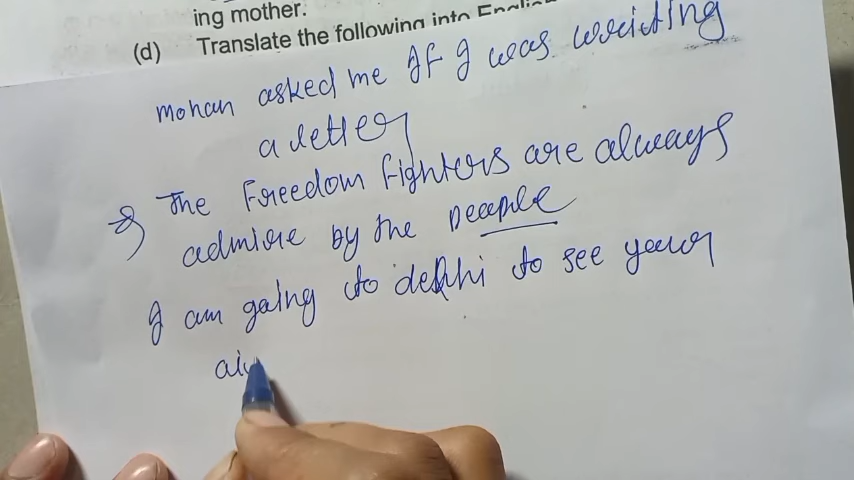 ing mother.
(d) Translate the following into English
Mohan asked me If I was writing
a letter
The Freedom Fighters are always
admire by the people
I am going to delhi to see your